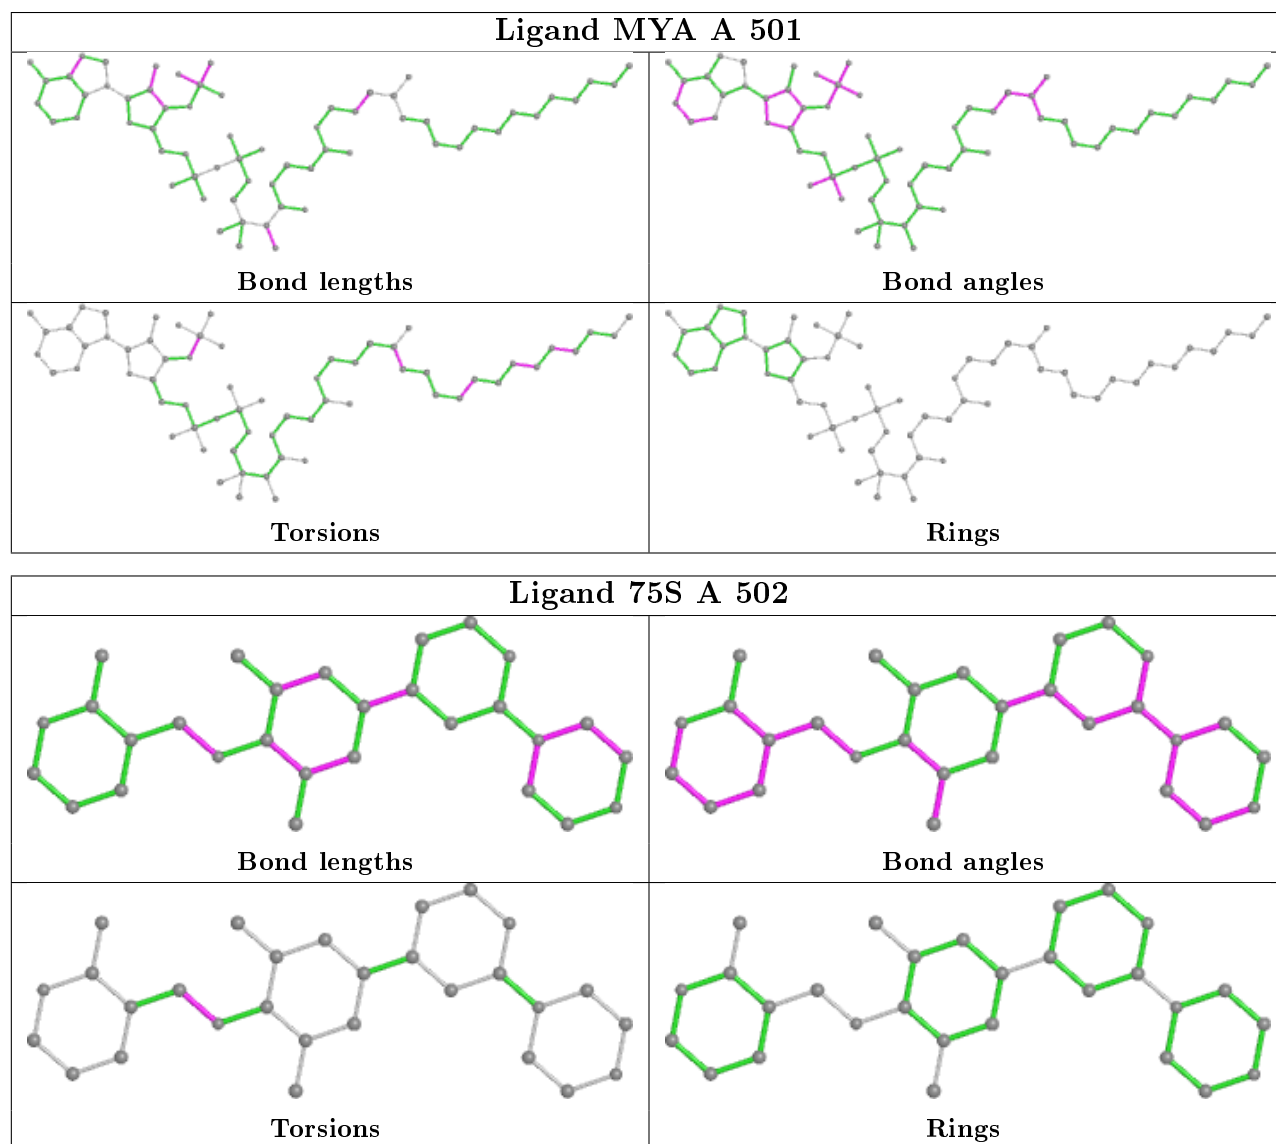 Ligand MYA A 501
Bond lengths
Bond angles
Torsions
Rings
Ligand 75S A 502
Bond lengths
Bond angles
Torsions
Rings